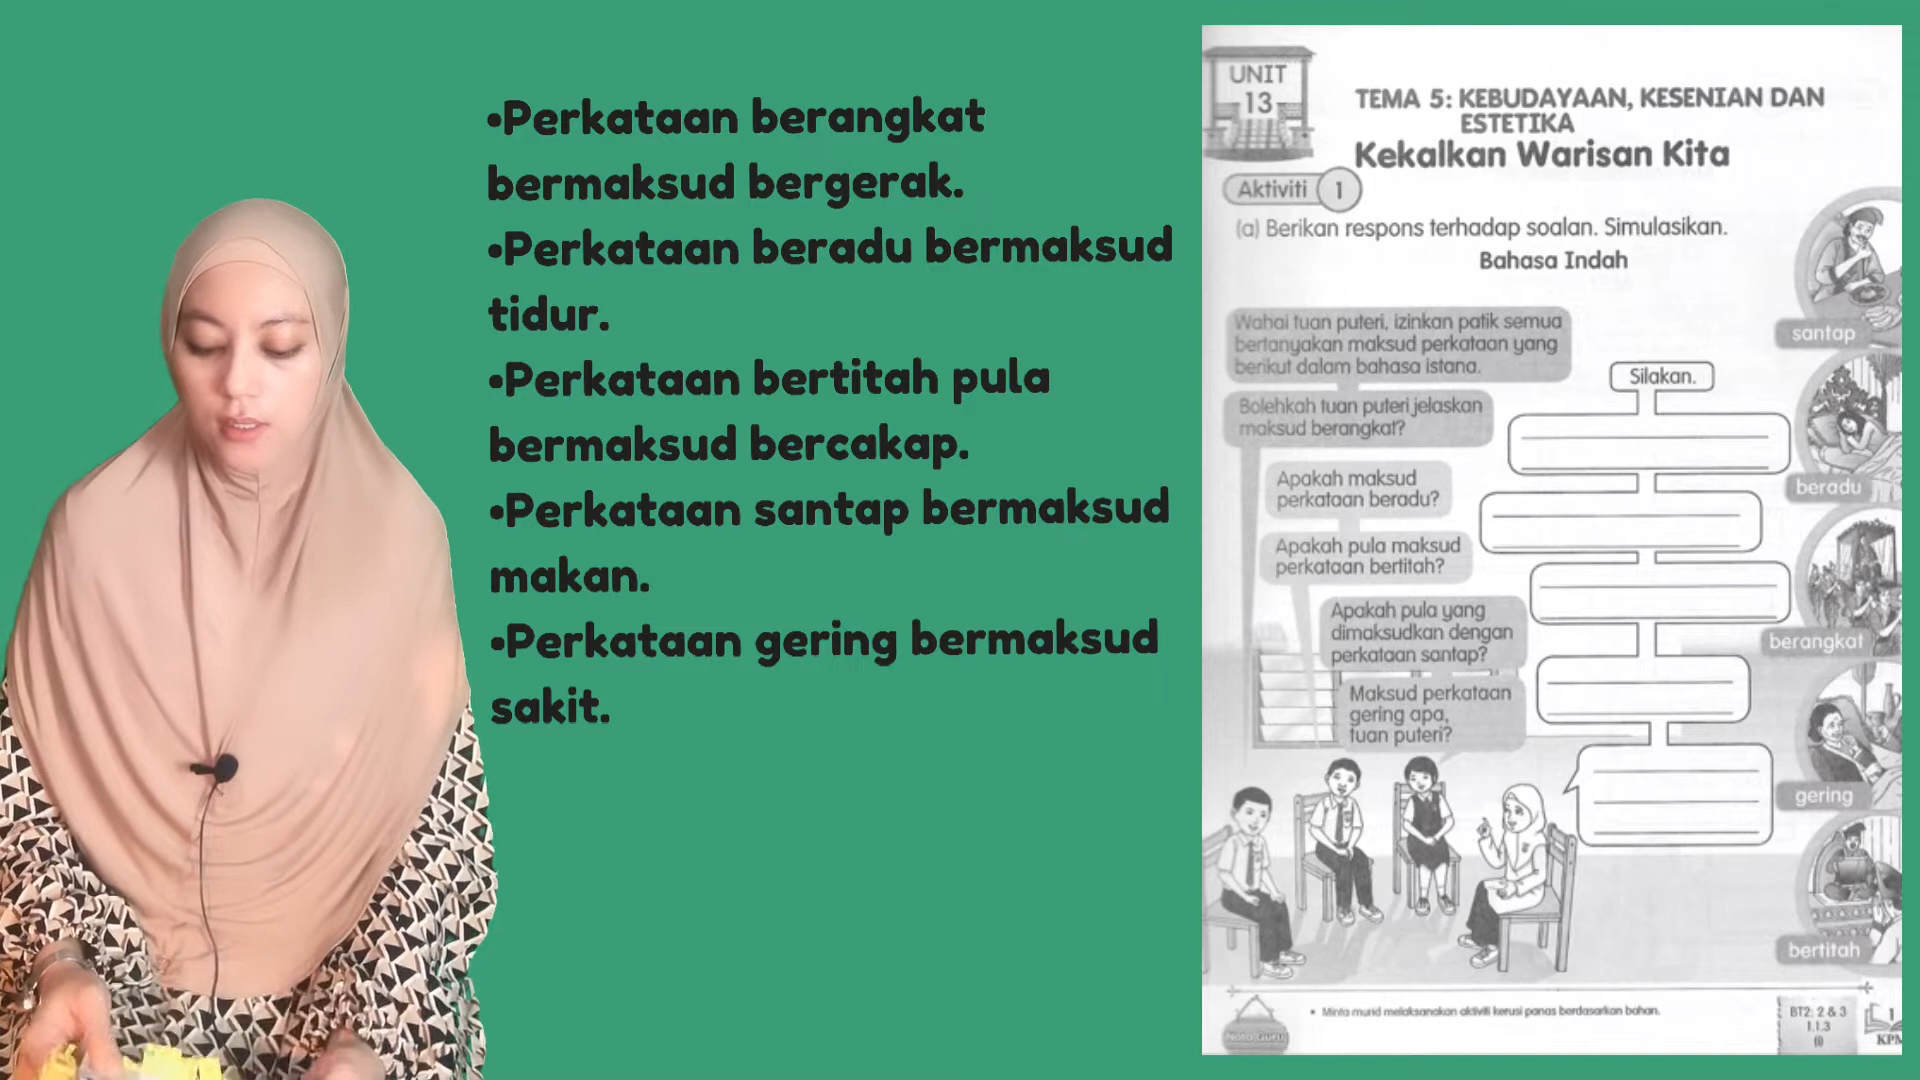 •Perkataan berangkat
bermaksud bergerak.
•Perkataan beradu bermaksud
tidur.
•Perkataan bertitah pula
bermaksud bercakap.
•Perkataan santap bermaksud
makan.
•Perkataan gering bermaksud
sakit.
UNIT
13
TEMA 5: KEBUDAYAAN, KESENIAN DAN
ESTETIKA
Kekalkan Warisan Kita
Aktiviti 1
(a) Berikan respons terhadap soalan. Simulasikan.
Bahasa Indah
Wahai tuan puteri, izinkan patik semua
bertanyakan maksud perkataan yang
berikut dalam bahasa istana.
Silakan.
Bolehkah tuan puteri jelaskan
maksud berangkat?
Apakah maksud
perkataan beradu?
Apakah pula maksud
perkataan bertitah?
Apakah pula yang
dimaksudkan dengan
perkataan santap?
Maksud perkataan
gering apa,
tuan puteri?
santap
beradu
berangkat
gering
bertitah
Nota Guru
• Minta murid melaksanakan aktiviti kerusi panas berdasarkan bahan.
BT2: 2 & 3
1.1.3
(i)
1
KPM